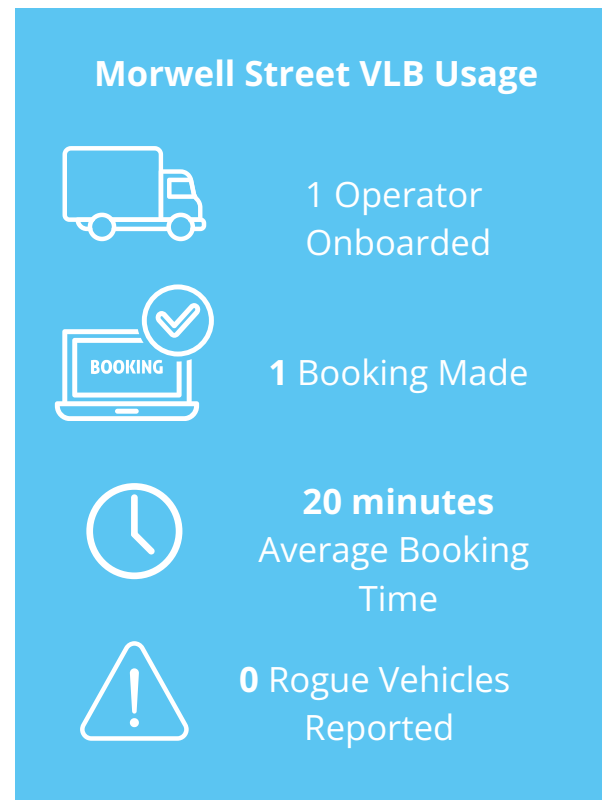 Morwell Street VLB Usage
1 Operator
Onboarded
BOOKING
1 Booking Made
20 minutes
Average Booking
Time
0 Rogue Vehicles
Reported